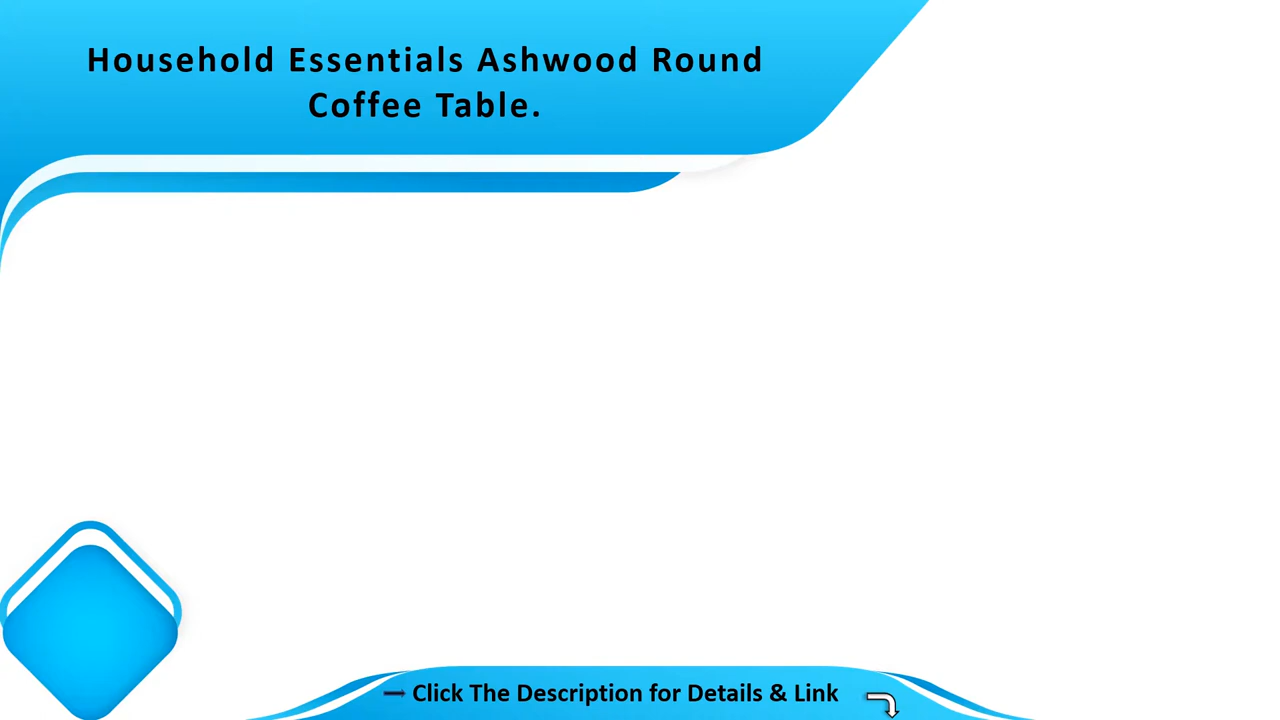 Household Essentials Ashwood Round
Coffee Table.
Click The Description for Details & Link